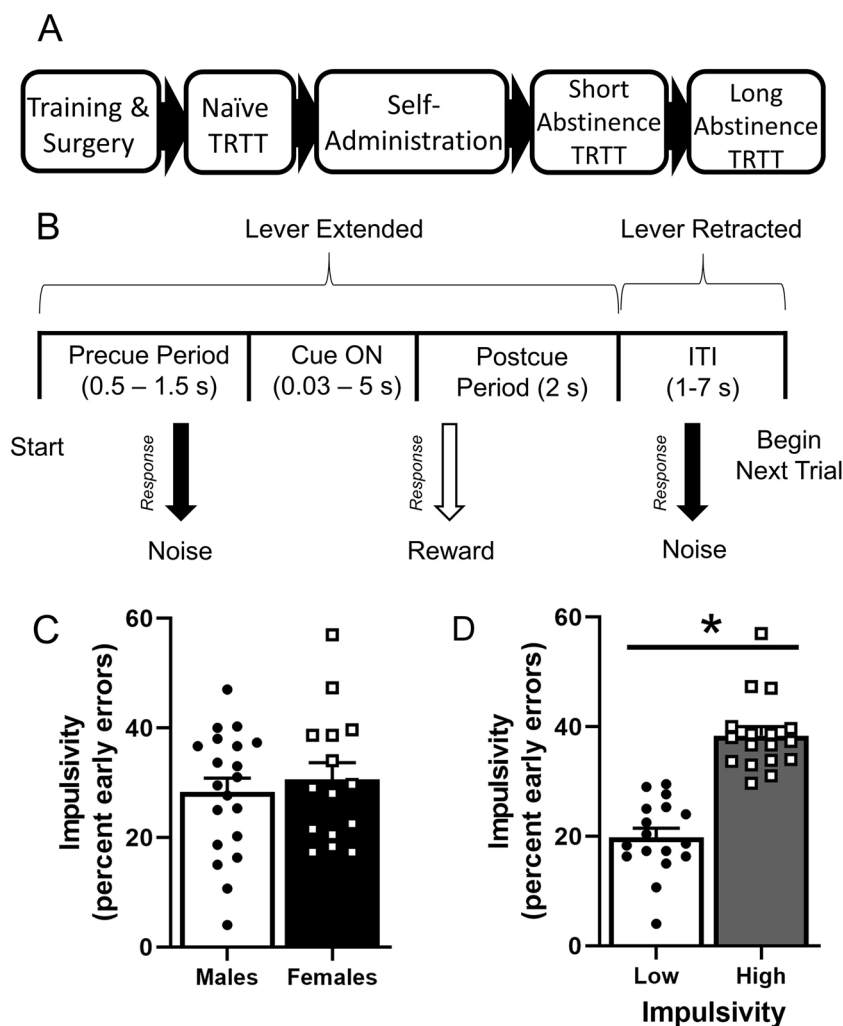 A
Training &
Surgery
Naïve
TRTT
Self-
Administration
Short
Abstinence
TRTT
Long
Abstinence
TRTT
B
Lever Extended
Lever Retracted
Precue Period
(0.5 – 1.5 s)
Cue ON
(0.03 – 5 s)
Postcue
Period (2 s)
ITI
(1-7 s)
Start
Response
Response
Response
Begin
Next Trial
Noise
Reward
Noise
C
Impulsivity
(percent early errors)
60
40
20
0
Males
Females
D
Impulsivity
(percent early errors)
60
40
20
0
*
Low
High
Impulsivity